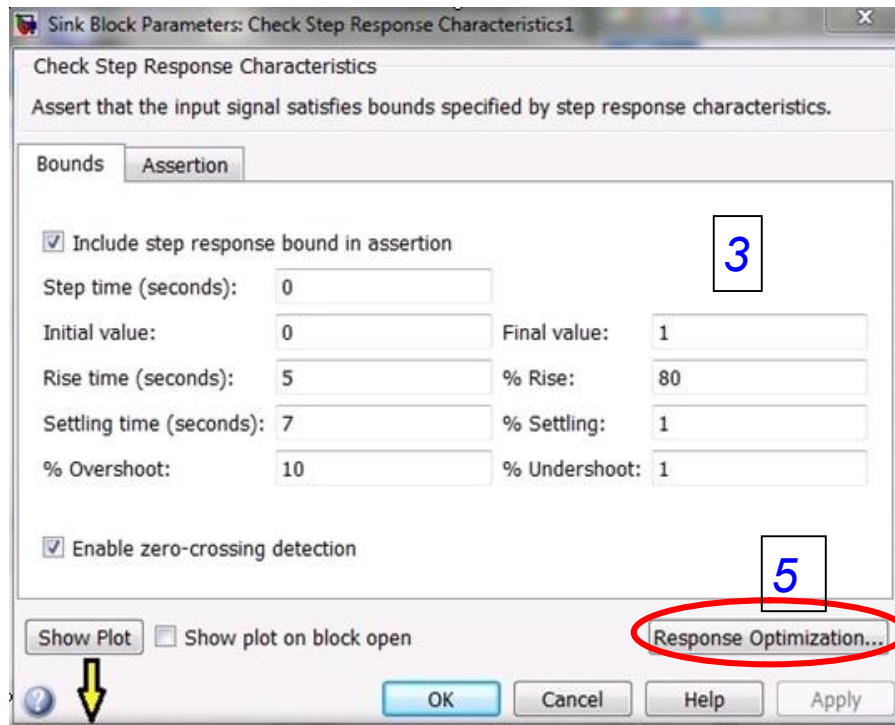 Sink Block Parameters: Check Step Response Characteristics1
Check Step Response Characteristics
Assert that the input signal satisfies bounds specified by step response characteristics.
Bounds Assertion
Include step response bound in assertion
3
Step time (seconds): 0
Initial value: 0 Final value: 1
Rise time (seconds): 5 % Rise: 80
Settling time (seconds): 7 % Settling: 1
% Overshoot: 10 % Undershoot: 1
Enable zero-crossing detection
5
Show Plot Show plot on block open Response Optimization...
? OK Cancel Help Apply